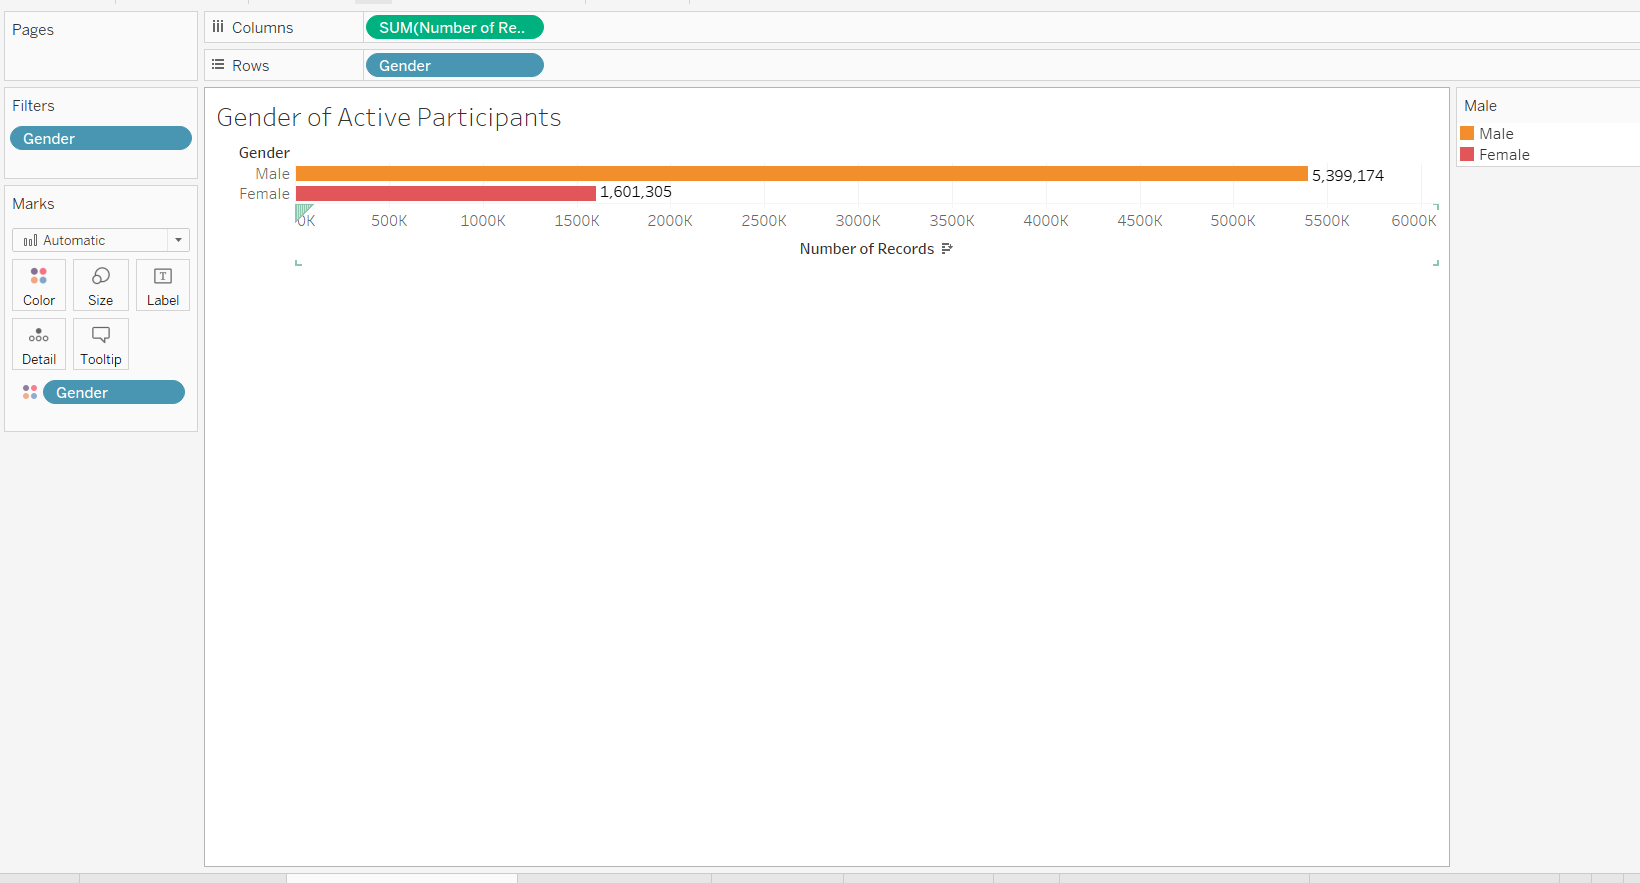 Pages
Columns
SUM(Number of Re..
Rows
Gender
Filters
Gender
Marks
Automatic
Color
Size
Label
Detail
Tooltip
Gender
Gender of Active Participants
Gender
Male
5,399,174
Female
1,601,305
0K 500K 1000K 1500K 2000K 2500K 3000K 3500K 4000K 4500K 5000K 5500K 6000K
Number of Records
Male
Male
Female